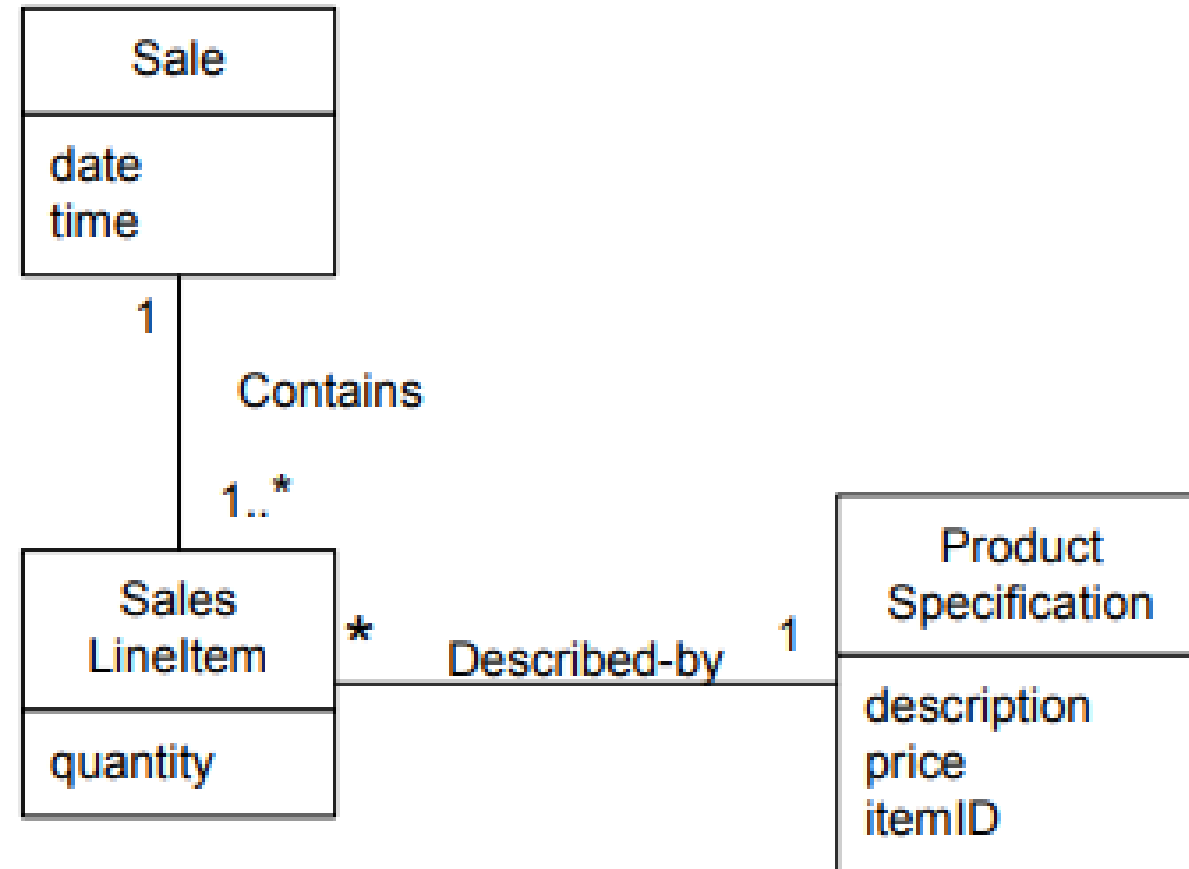 Sale
date
time
1
Contains
1..*
Sales
LineItem
quantity
*
Described-by
1
Product
Specification
description
price
itemID